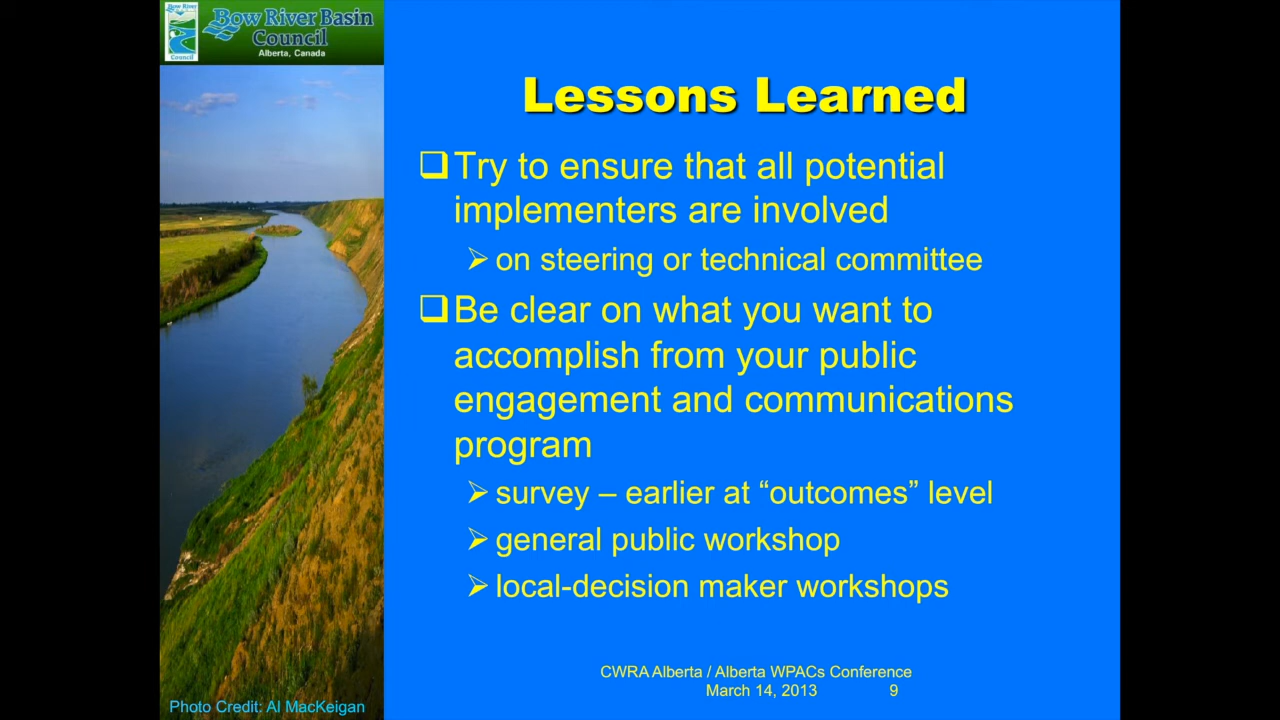 Bow River Basin
Council
Alberta, Canada
Bow River
Council
Lessons Learned
❑Try to ensure that all potential
implementers are involved
➢on steering or technical committee
❑Be clear on what you want to
accomplish from your public
engagement and communications
program
➢survey – earlier at “outcomes” level
➢general public workshop
➢local-decision maker workshops
CWRA Alberta / Alberta WPACs Conference
March 14, 2013 9
Photo Credit: Al MacKeigan